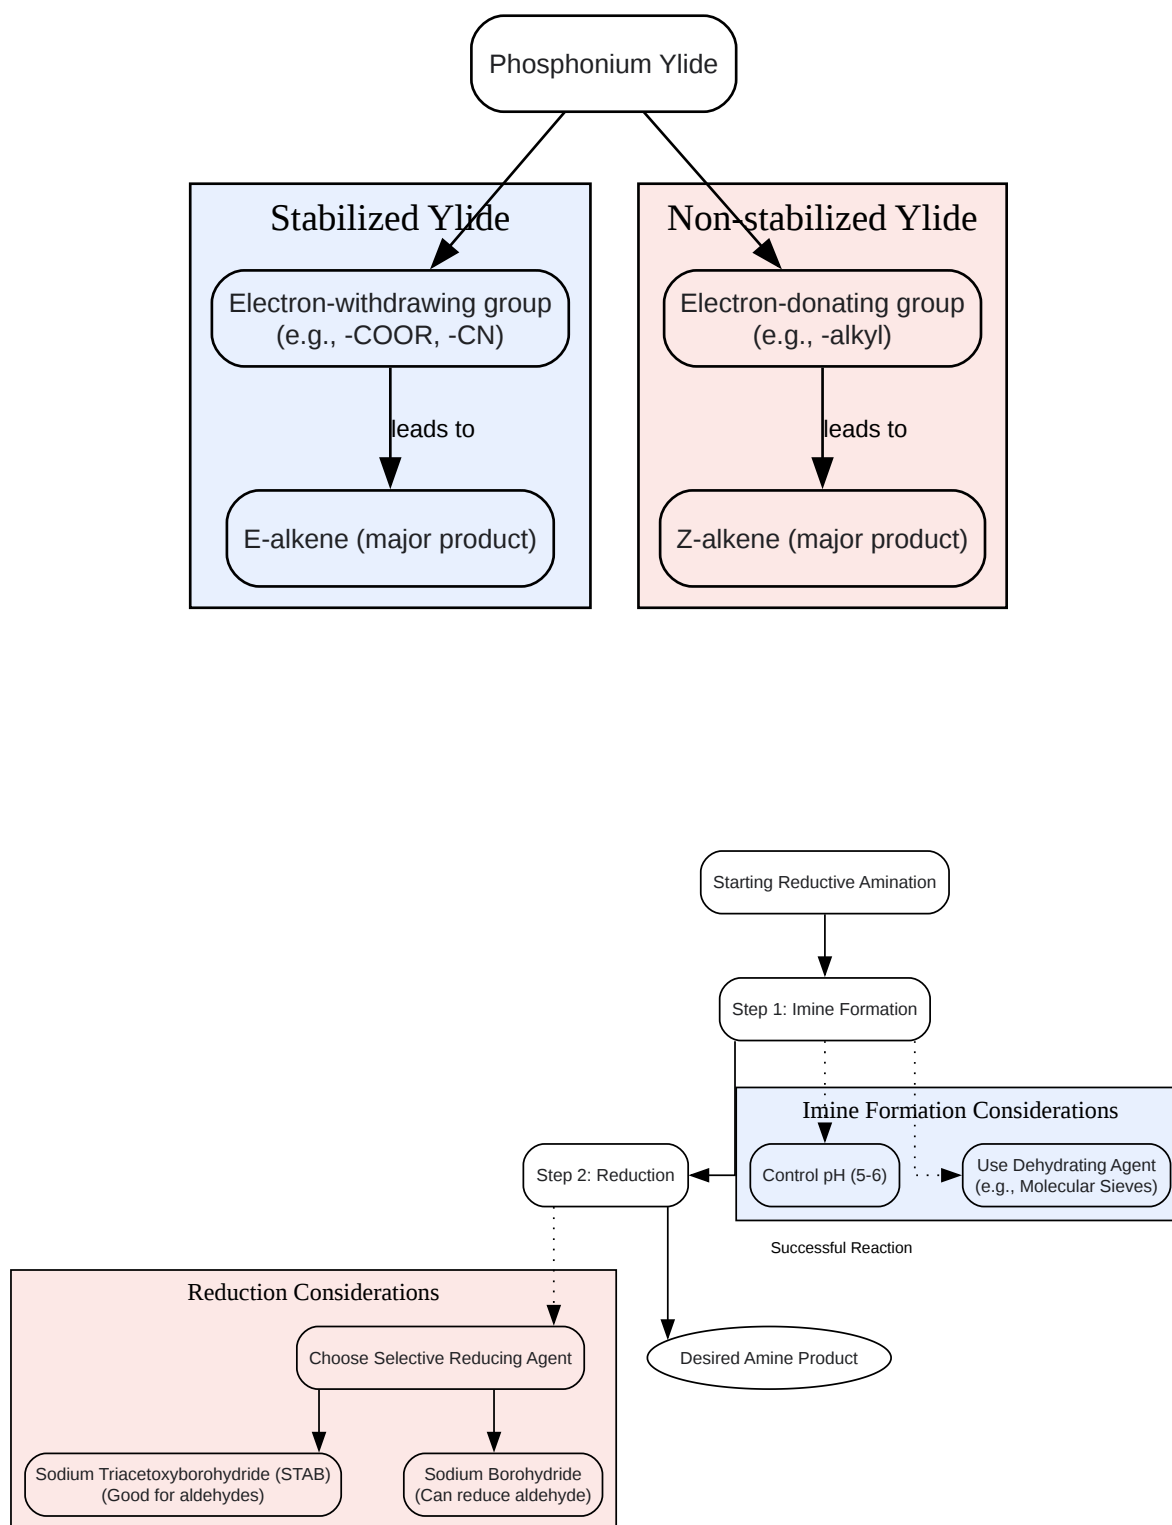 Phosphonium Ylide
Stabilized Ylide
Electron-withdrawing group
(e.g., -COOR, -CN)
leads to
E-alkene (major product)
Non-stabilized Ylide
Electron-donating group
(e.g., -alkyl)
leads to
Z-alkene (major product)
Starting Reductive Amination
Step 1: Imine Formation
Imine Formation Considerations
Control pH (5-6)
Use Dehydrating Agent
(e.g., Molecular Sieves)
Step 2: Reduction
Successful Reaction
Reduction Considerations
Choose Selective Reducing Agent
Desired Amine Product
Sodium Triacetoxyborohydride (STAB)
(Good for aldehydes)
Sodium Borohydride
(Can reduce aldehyde)